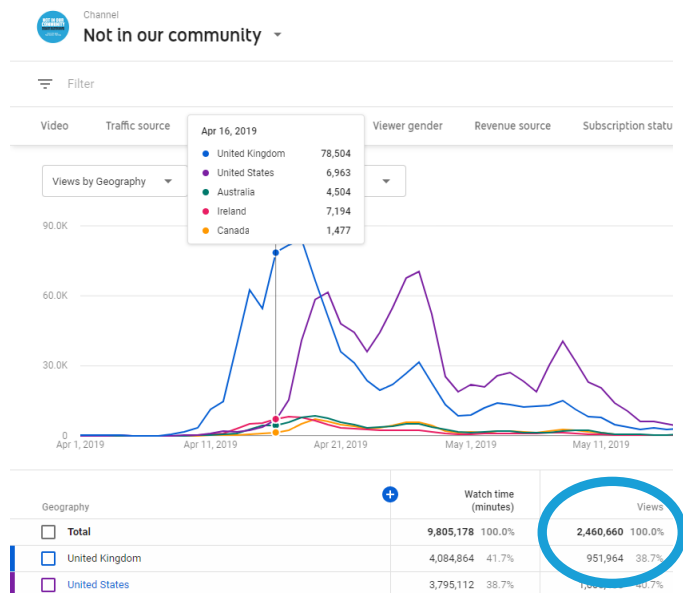 Channel
Not in our community
Filter
Video Traffic source Viewer gender Revenue source Subscription statu
Apr 16, 2019
United Kingdom 78,504
United States 6,963
Australia 4,504
Ireland 7,194
Canada 1,477
Views by Geography
90.0K
60.0K
30.0K
0
Apr 1, 2019 Apr 11, 2019 Apr 21, 2019 May 1, 2019 May 11, 2019
Geography Watch time (minutes) Views
Total 9,805,178 100.0% 2,460,660 100.0%
United Kingdom 4,084,864 41.7% 951,964 38.7%
United States 3,795,112 38.7% 40.7%